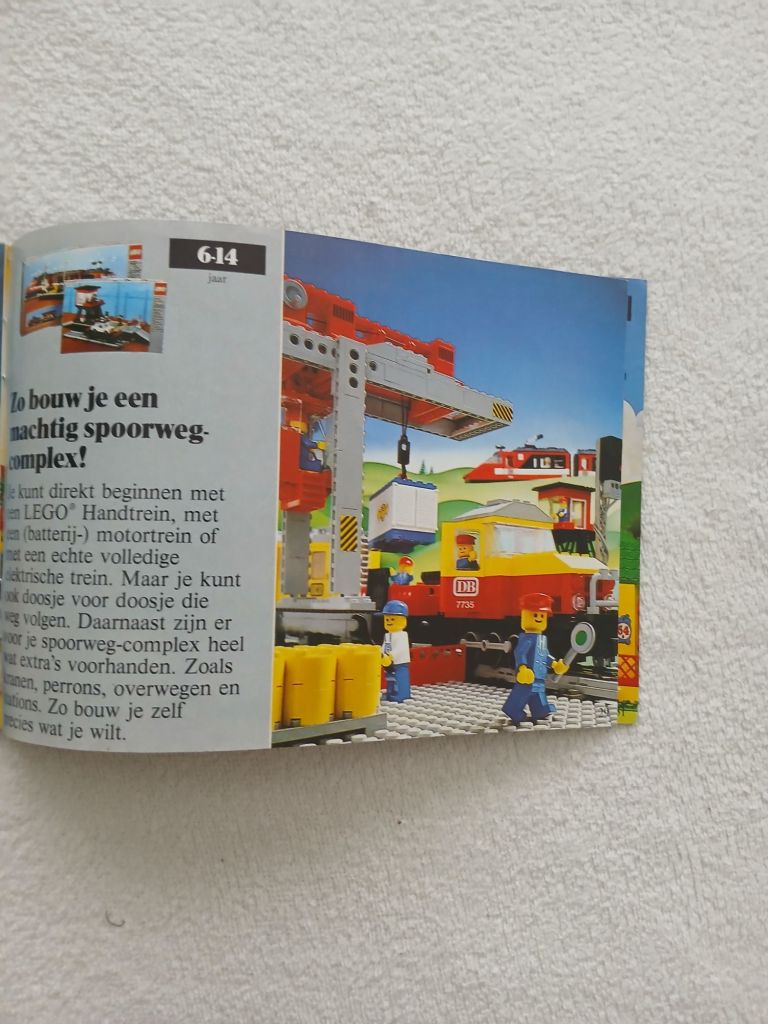 6-14
jaar
Zo bouw je een
machtig spoorweg-
complex!
Je kunt direkt beginnen met
een LEGO® Handtrein, met
een (batterij-) motortrein of
met een echte volledige
elektrische trein. Maar je kunt
ook doosje voor doosje die
weg volgen. Daarnaast zijn er
voor je spoorweg-complex heel
wat extra's voorhanden. Zoals
kranen, perrons, overwegen en
stations. Zo bouw je zelf
precies wat je wilt.
DB
7735